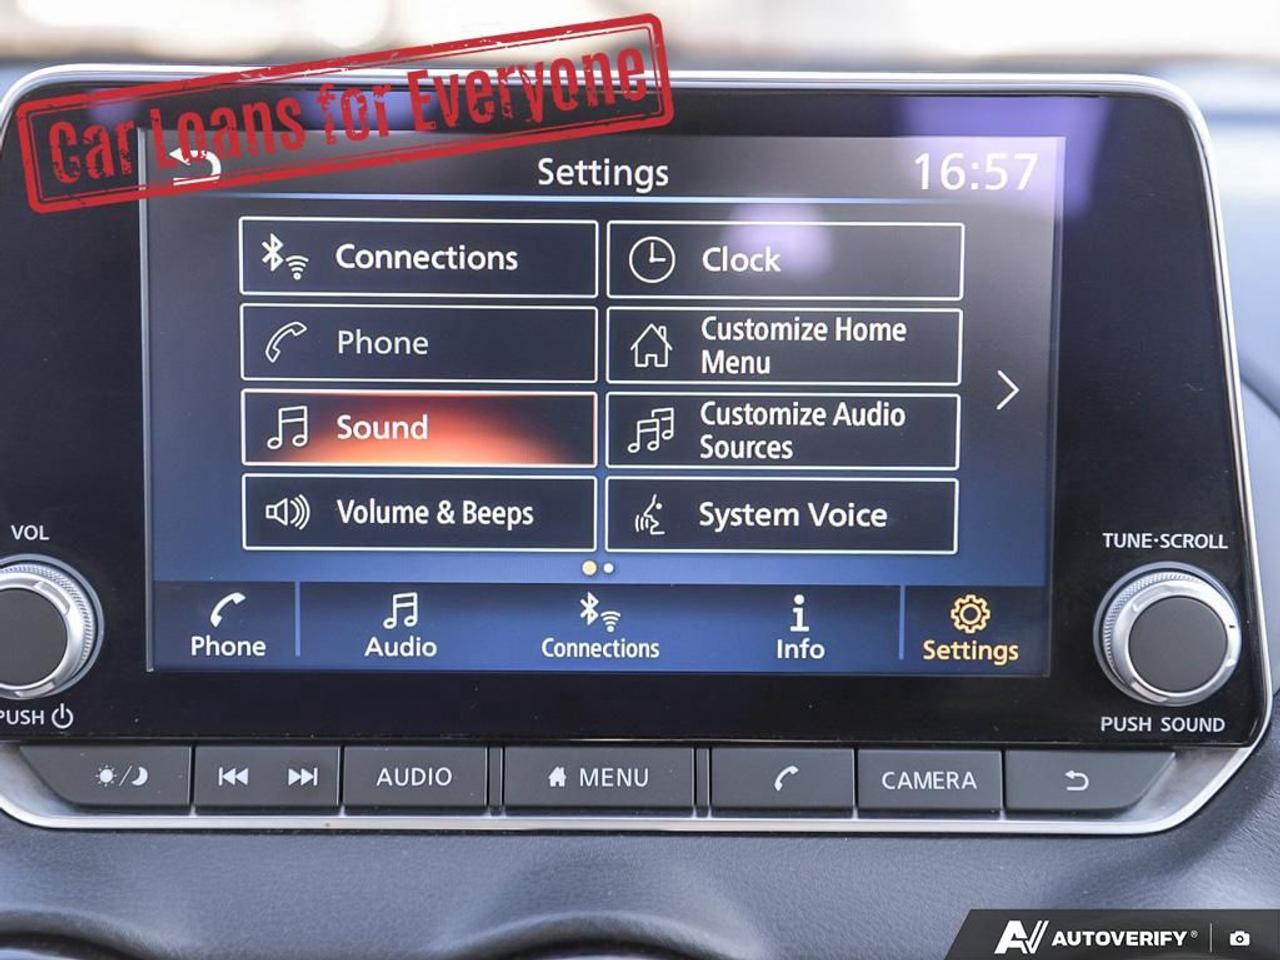 Car Loans for Everyone
Settings
16:57
Connections
Clock
Phone
Customize Home
Menu
Sound
Customize Audio
Sources
Volume & Beeps
System Voice
VOL
TUNE·SCROLL
Phone
Audio
Connections
Info
Settings
PUSH
PUSH SOUND
AUDIO
MENU
CAMERA
AUTOVERIFY®